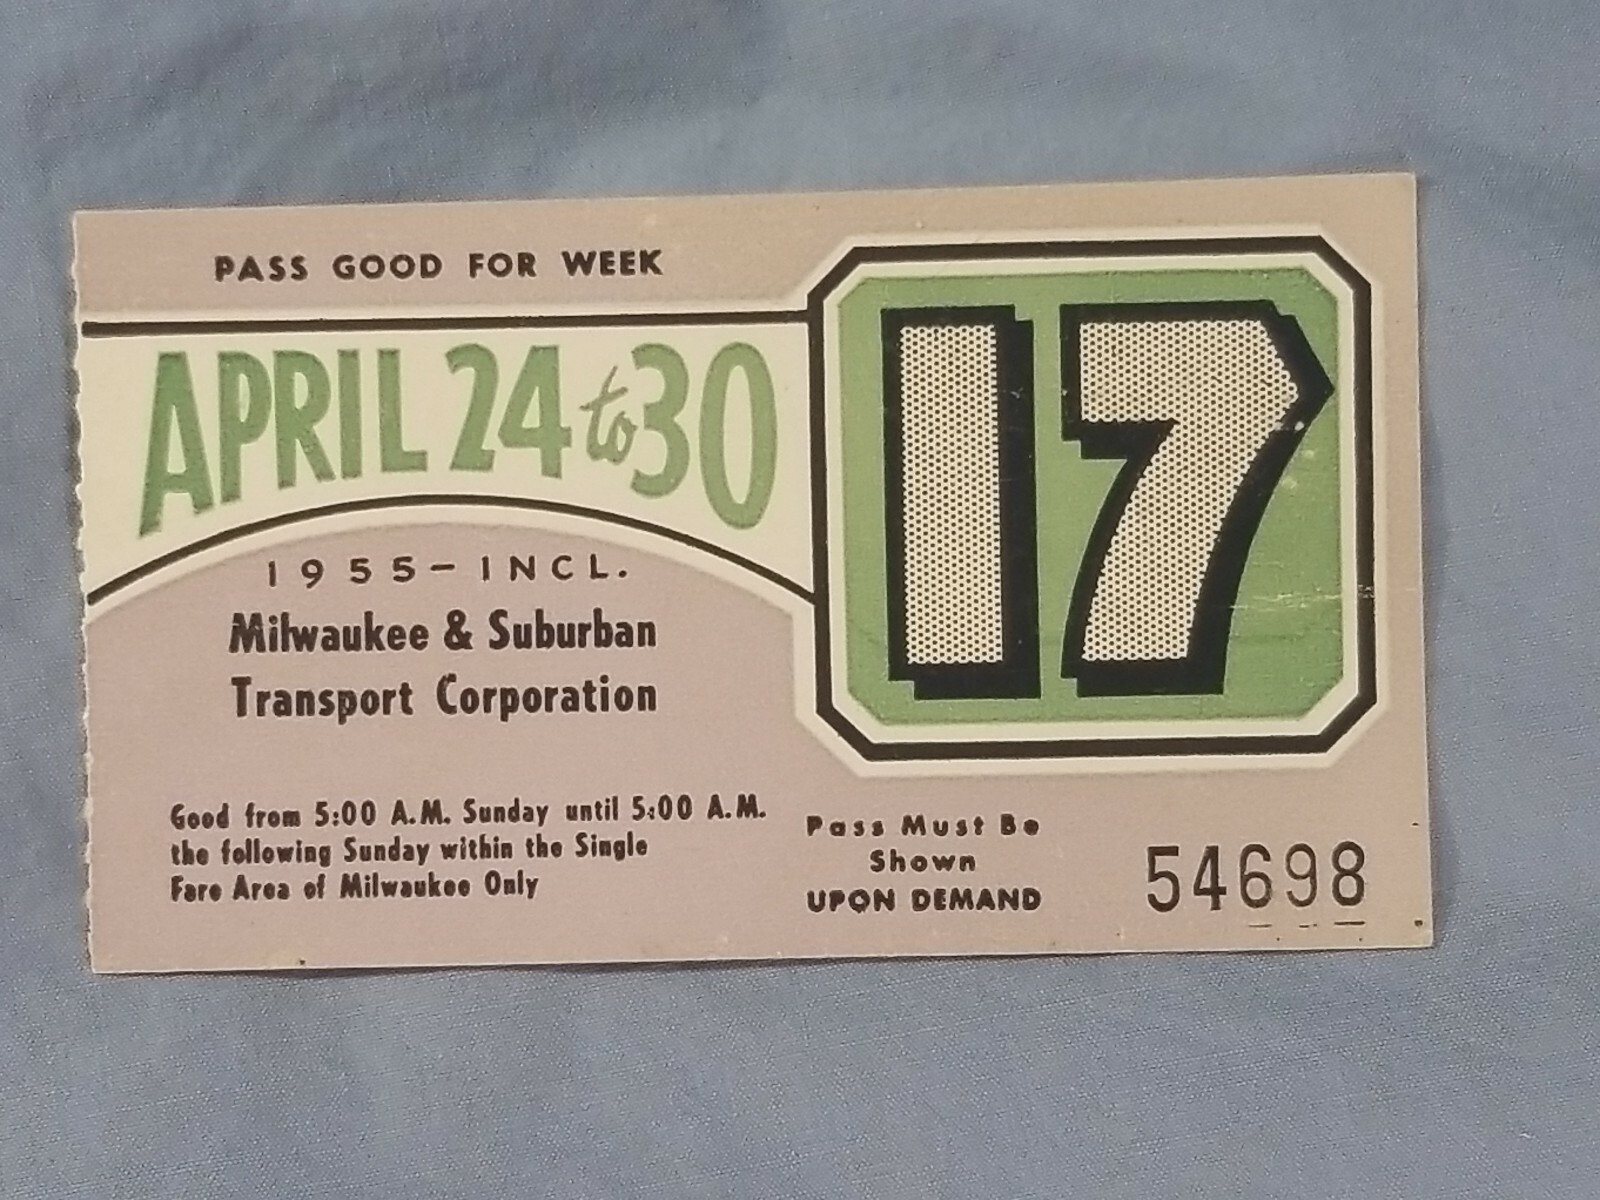 PASS GOOD FOR WEEK
APRIL 24 to 30
1955-INCL.
Milwaukee & Suburban
Transport Corporation
17
Good from 5:00 A.M. Sunday until 5:00 A.M.
the following Sunday within the Single
Fare Area of Milwaukee Only
Pass Must Be
Shown
UPON DEMAND
54698